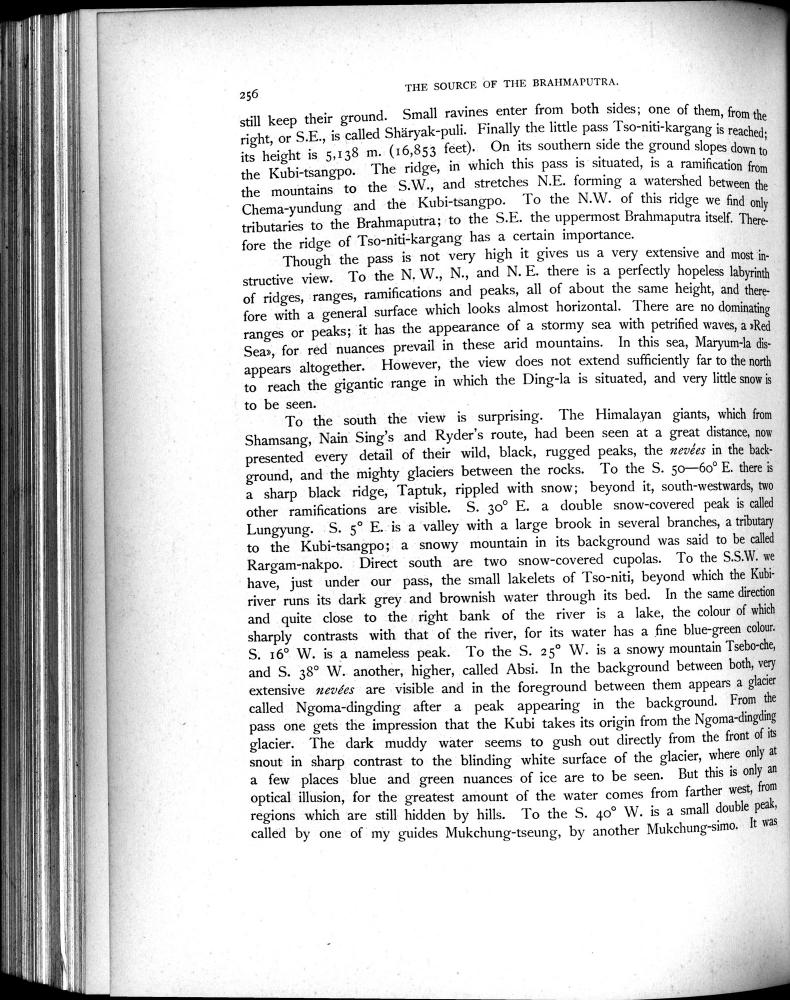 256
THE SOURCE OF THE BRAHMAPUTRA.
still keep their ground. Small ravines enter from both sides; one of them, from the
right, or S.E., is called Shäryak-puli. Finally the little pass Tso-niti-kargang is reached;
its height is 5,138 m. (16,853 feet). On its southern side the ground slopes down to
the Kubi-tsangpo. The ridge, in which this pass is situated, is a ramification from
the mountains to the S.W., and stretches N.E. forming a watershed between the
Chema-yundung and the Kubi-tsangpo. To the N.W. of this ridge we find only
tributaries to the Brahmaputra; to the S.E. the uppermost Brahmaputra itself. There-
fore the ridge of Tso-niti-kargang has a certain importance.
Though the pass is not very high it gives us a very extensive and most in-
structive view. To the N. W., N., and N. E. there is a perfectly hopeless labyrinth
of ridges, ranges, ramifications and peaks, all of about the same height, and there-
fore with a general surface which looks almost horizontal. There are no dominating
ranges or peaks; it has the appearance of a stormy sea with petrified waves, a »Red
Sea», for red nuances prevail in these arid mountains. In this sea, Maryum-la dis-
appears altogether. However, the view does not extend sufficiently far to the north
to reach the gigantic range in which the Ding-la is situated, and very little snow is
to be seen.
To the south the view is surprising. The Himalayan giants, which from
Shamsang, Nain Sing's and Ryder's route, had been seen at a great distance, now
presented every detail of their wild, black, rugged peaks, the nevées in the back-
ground, and the mighty glaciers between the rocks. To the S. 50—60° E. there is
a sharp black ridge, Taptuk, rippled with snow; beyond it, south-westwards, two
other ramifications are visible. S. 30° E. a double snow-covered peak is called
Lungyung. S. 5° E. is a valley with a large brook in several branches, a tributary
to the Kubi-tsangpo; a snowy mountain in its background was said to be called
Rargam-nakpo. Direct south are two snow-covered cupolas. To the S.S.W. we
have, just under our pass, the small lakelets of Tso-niti, beyond which the Kubi-
river runs its dark grey and brownish water through its bed. In the same direction
and quite close to the right bank of the river is a lake, the colour of which
sharply contrasts with that of the river, for its water has a fine blue-green colour.
S. 16° W. is a nameless peak. To the S. 25° W. is a snowy mountain Tsebo-che,
and S. 38° W. another, higher, called Absi. In the background between both, very
extensive nevées are visible and in the foreground between them appears a glacier
called Ngoma-dingding after a peak appearing in the background. From the
pass one gets the impression that the Kubi takes its origin from the Ngoma-dingding
glacier. The dark muddy water seems to gush out directly from the front of its
snout in sharp contrast to the blinding white surface of the glacier, where only at
a few places blue and green nuances of ice are to be seen. But this is only an
optical illusion, for the greatest amount of the water comes from farther west, from
regions which are still hidden by hills. To the S. 40° W. is a small double peak,
called by one of my guides Mukchung-tseung, by another Mukchung-simo. It was